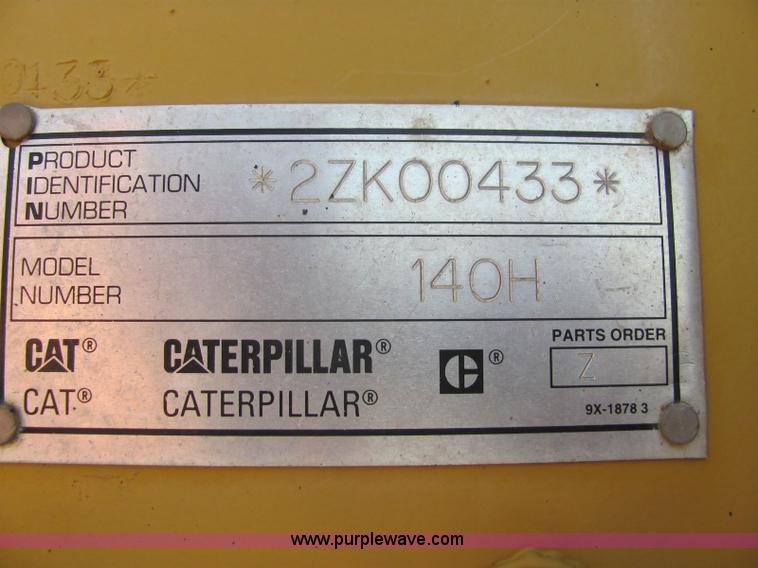 0433*
PRODUCT
IDENTIFICATION
NUMBER
*2ZK00433*
MODEL
NUMBER
140H
CAT® CATERPILLAR®
CAT® CATERPILLAR®
C®
PARTS ORDER
Z
9X-1878 3
www.purplewave.com